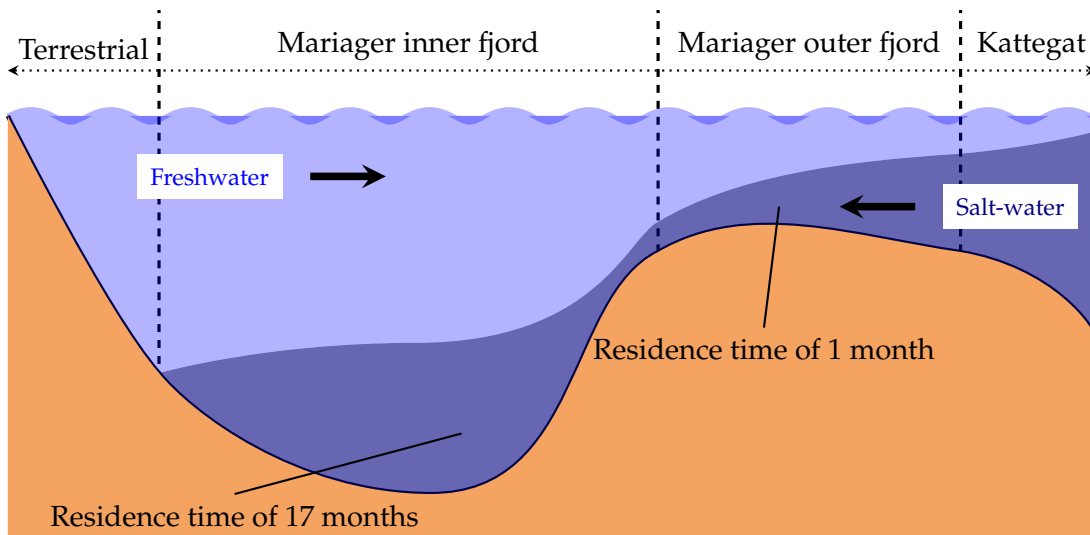 Terrestrial
Mariager inner fjord
Mariager outer fjord
Kattegat
Freshwater
Salt-water
Residence time of 1 month
Residence time of 17 months